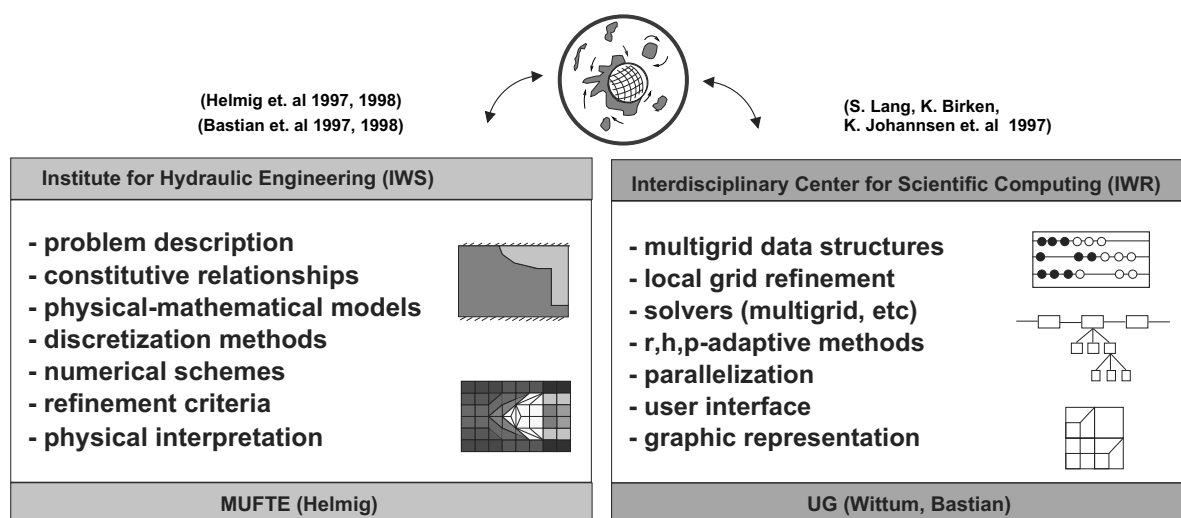 (Helmig et. al 1997, 1998)
(Bastian et. al 1997, 1998)
(S. Lang, K. Birken,
K. Johannsen et. al 1997)
Institute for Hydraulic Engineering (IWS)
- problem description
- constitutive relationships
- physical-mathematical models
- discretization methods
- numerical schemes
- refinement criteria
- physical interpretation
MUFTE (Helmig)
Interdisciplinary Center for Scientific Computing (IWR)
- multigrid data structures
- local grid refinement
- solvers (multigrid, etc)
- r,h,p-adaptive methods
- parallelization
- user interface
- graphic representation
UG (Wittum, Bastian)